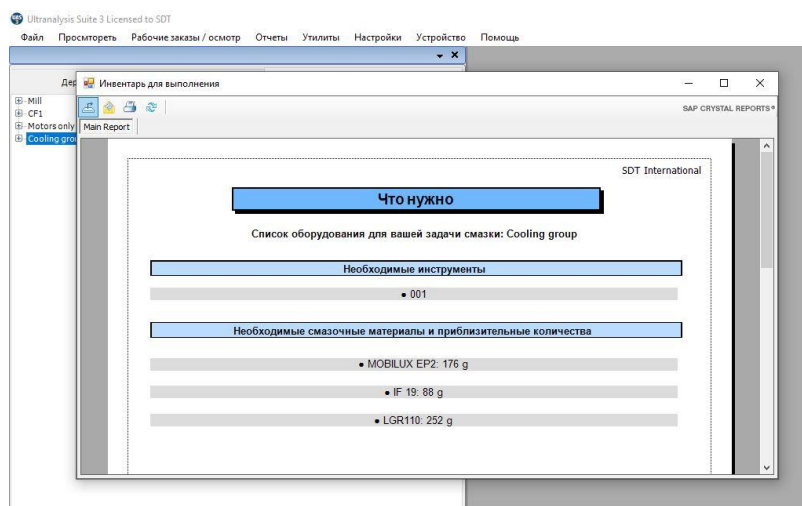 Ultranalysis Suite 3 Licensed to SDT
Файл Просмтореть Рабочие заказы / осмотр Отчеты Утилиты Настройки Устройство Помощь
Инвентарь для выполнения
Mill
CF1
Motors only
Cooling gro
SAP CRYSTAL REPORTS®
Main Report
SDT International
Что нужно
Список оборудования для вашей задачи смазки: Cooling group
Необходимые инструменты
● 001
Необходимые смазочные материалы и приблизительные количества
● MOBILUX EP2: 176 g
● IF 19: 88 g
● LGR110: 252 g